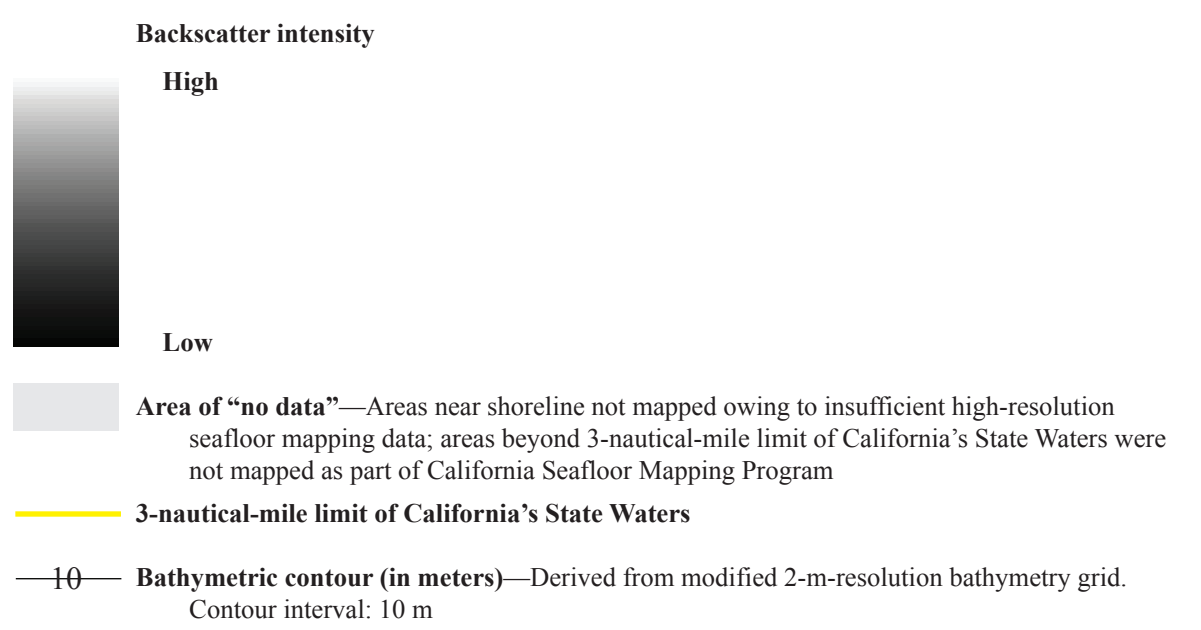 Backscatter intensity
High
Low
Area of “no data”—Areas near shoreline not mapped owing to insufficient high-resolution
seafloor mapping data; areas beyond 3-nautical-mile limit of California’s State Waters were
not mapped as part of California Seafloor Mapping Program
3-nautical-mile limit of California’s State Waters
10 Bathymetric contour (in meters)—Derived from modified 2-m-resolution bathymetry grid.
Contour interval: 10 m